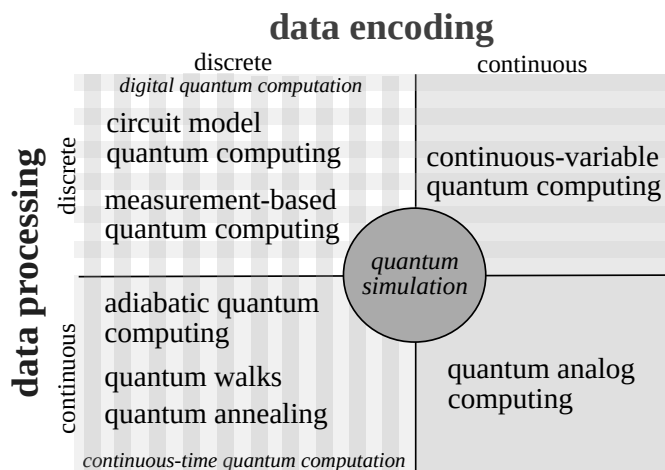 data encoding
discrete
continuous
digital quantum computation
data processing
discrete
continuous
circuit model
quantum computing
measurement-based
quantum computing
continuous-variable
quantum computing
quantum
simulation
adiabatic quantum
computing
quantum walks
quantum annealing
continuous-time quantum computation
quantum analog
computing